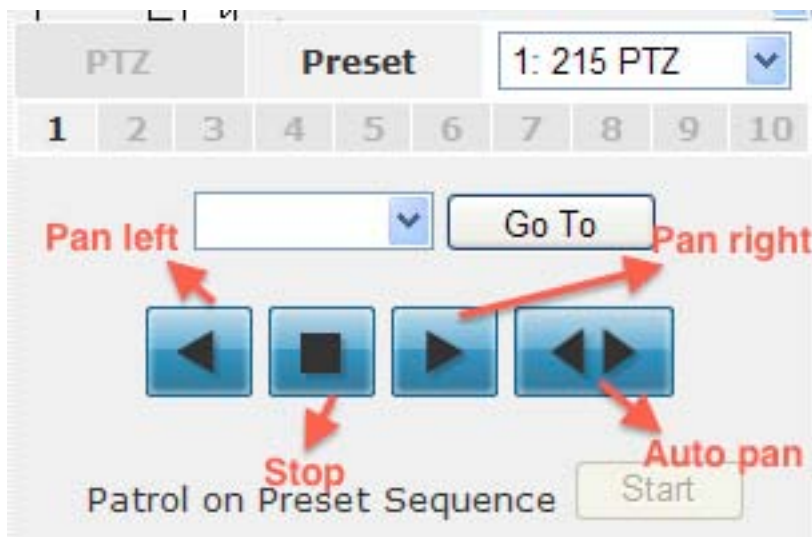 PTZ Preset 1: 215 PTZ
1 2 3 4 5 6 7 8 9 10
Go To
Pan left
Pan right
Stop
Auto pan
Patrol on Preset Sequence Start